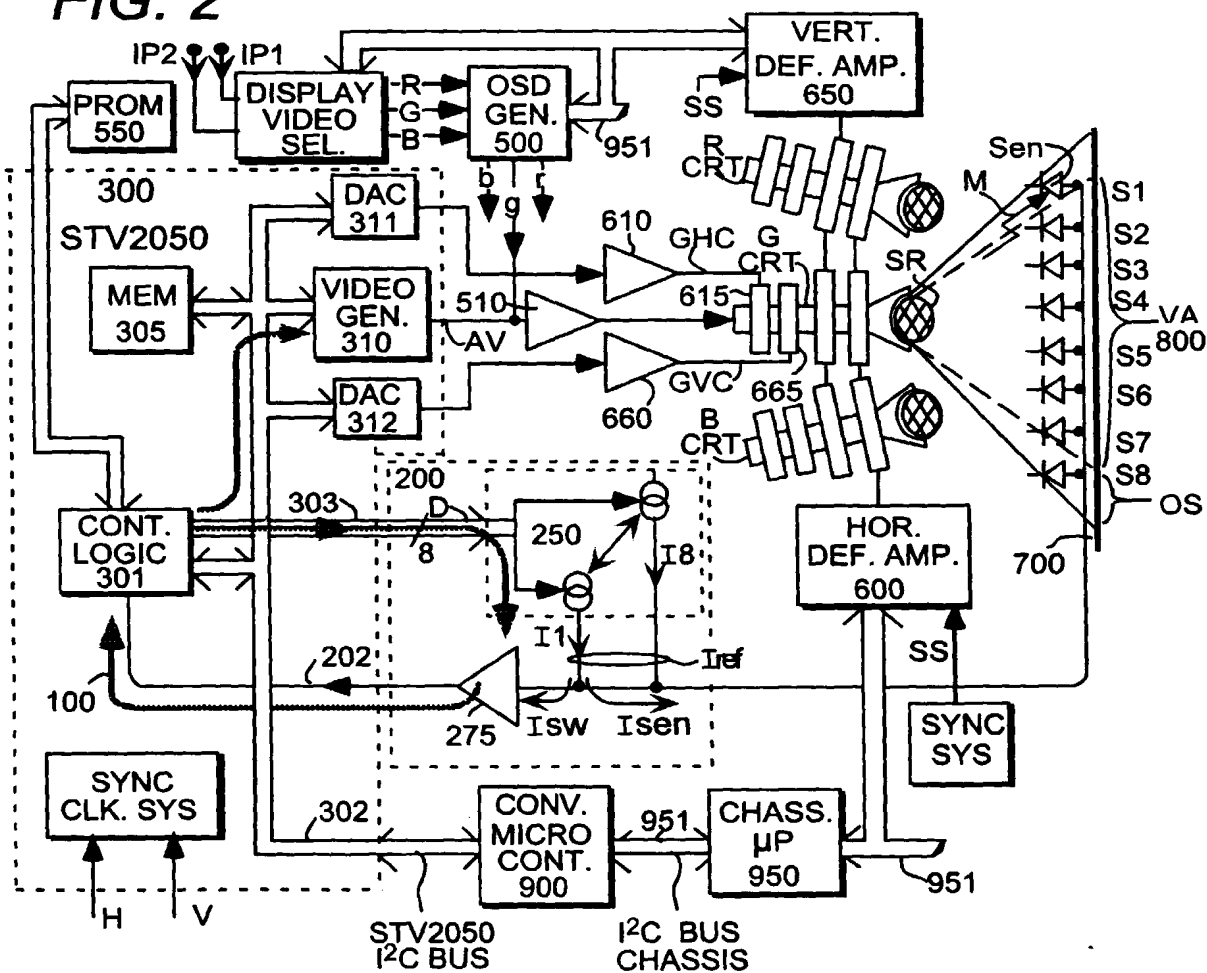 FIG. 2
IP2
IP1
PROM
550
DISPLAY
VIDEO
SEL.
R
G
B
OSD
GEN.
500
951
SS
VERT.
DEF. AMP.
650
b
g
r
300
STV2050
DAC
311
MEM
305
VIDEO
GEN.
310
DAC
312
AV
510
610
GHC
660
GVC
615
665
R
CRT
G
CRT
B
CRT
SR
M
Sen
S1
S2
S3
S4
S5
S6
S7
S8
VA
800
OS
700
CONT.
LOGIC
301
303
D
8
200
250
I8
I1
Iref
HOR.
DEF. AMP.
600
SS
SYNC
SYS
100
202
275
Isw
Isen
SYNC
CLK. SYS
H
V
302
CONV.
MICRO
CONT.
900
951
CHASS.
µP
950
951
STV2050
I²C BUS
I²C BUS
CHASSIS